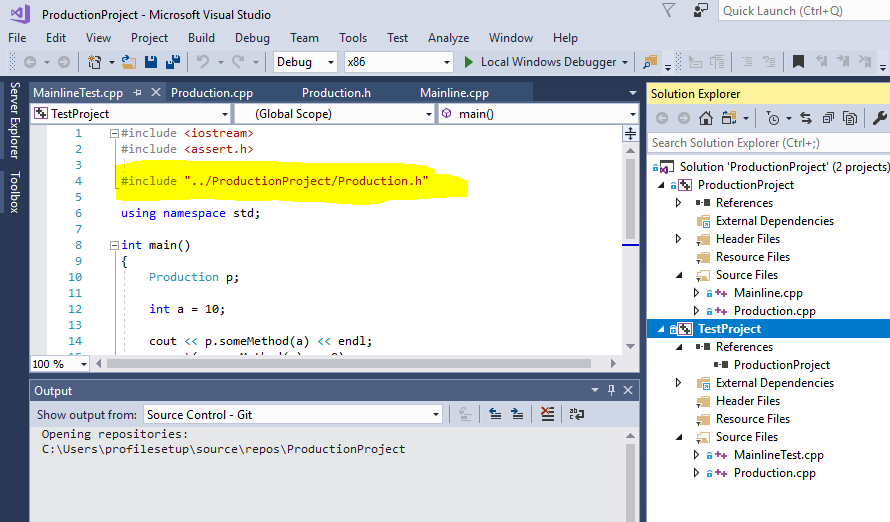 ProductionProject - Microsoft Visual Studio
Quick Launch (Ctrl+Q)
File Edit View Project Build Debug Team Tools Test Analyze Window Help
Debug x86 Local Windows Debugger
Server Explorer
Toolbox
MainlineTest.cpp Production.cpp Production.h Mainline.cpp
TestProject (Global Scope) main()
1 #include <iostream>
2 #include <assert.h>
3
4 #include "../ProductionProject/Production.h"
5
6 using namespace std;
7
8 int main()
9 {
10 Production p;
11
12 int a = 10;
13
14 cout << p.someMethod(a) << endl;
100 %
Output
Show output from: Source Control - Git
Opening repositories:
C:\Users\profilesetup\source\repos\ProductionProject
Solution Explorer
Search Solution Explorer (Ctrl+;)
Solution 'ProductionProject' (2 projects)
ProductionProject
References
External Dependencies
Header Files
Resource Files
Source Files
Mainline.cpp
Production.cpp
TestProject
References
ProductionProject
External Dependencies
Header Files
Resource Files
Source Files
MainlineTest.cpp
Production.cpp